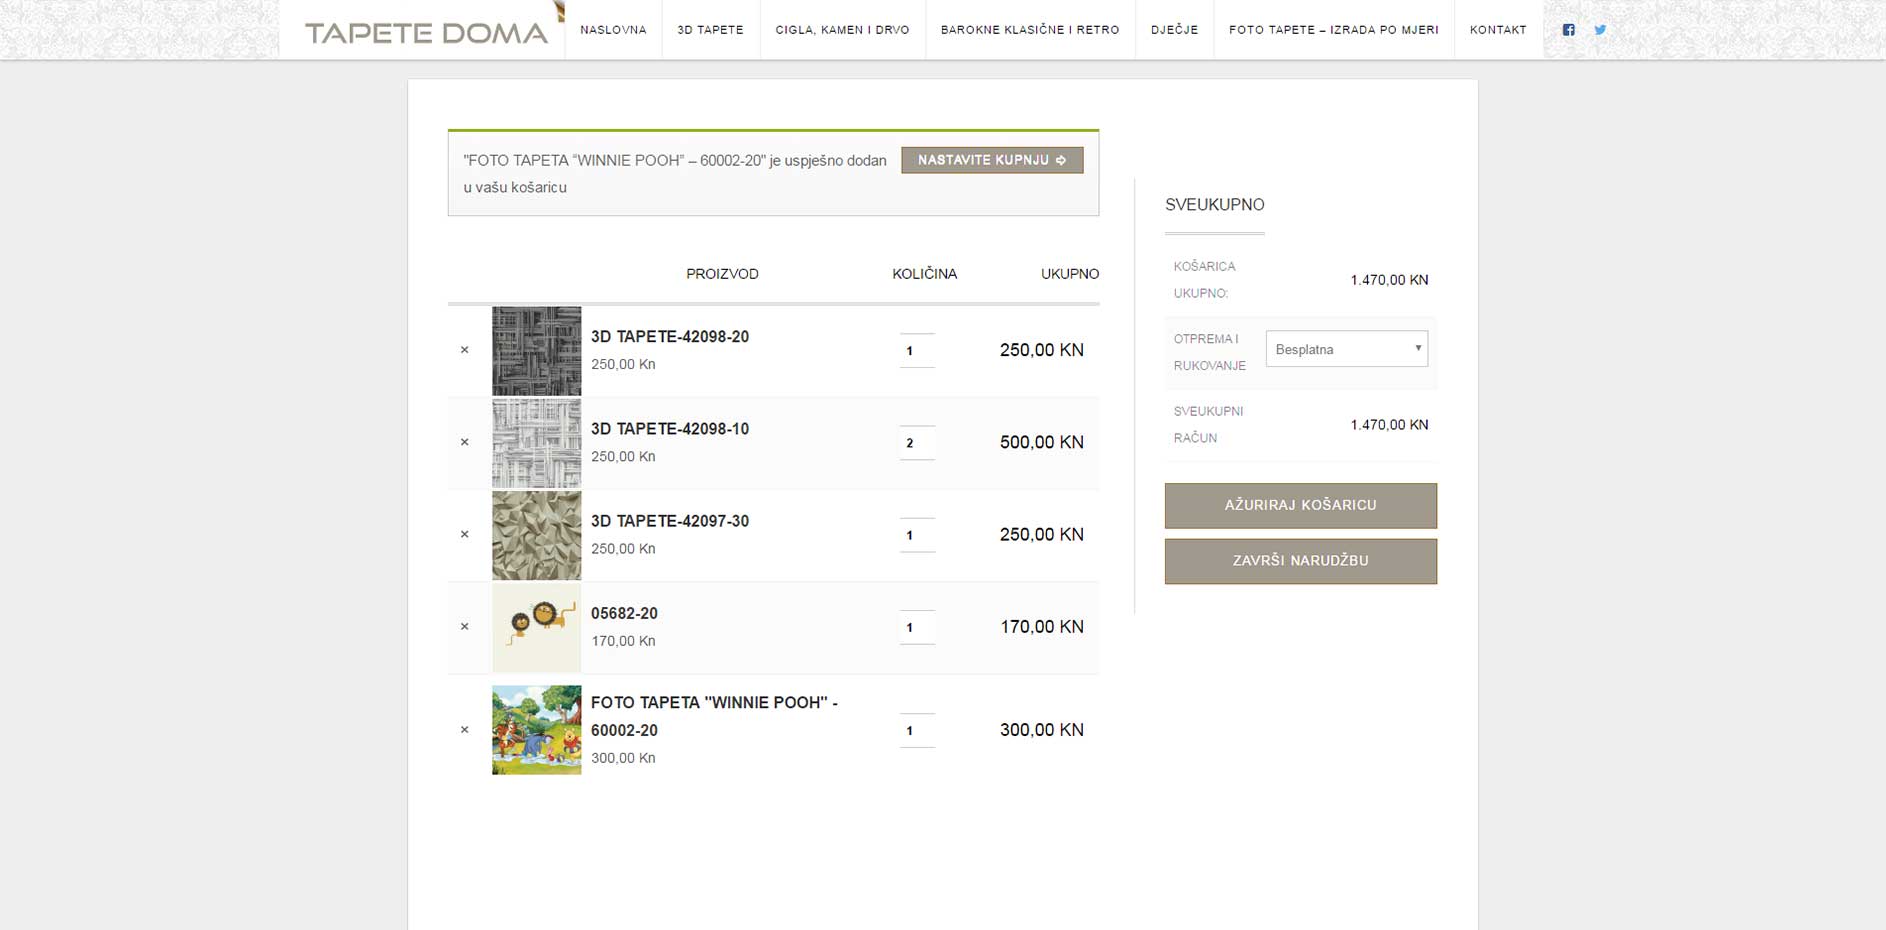 TAPETE DOMA
NASLOVNA
3D TAPETE
CIGLA, KAMEN I DRVO
BAROKNE KLASIČNE I RETRO
DJEČJE
FOTO TAPETE – IZRADA PO MJERI
KONTAKT
"FOTO TAPETA “WINNIE POOH” – 60002-20" je uspješno dodan
u vašu košaricu
NASTAVITE KUPNJU
PROIZVOD
KOLIČINA
UKUPNO
× 3D TAPETE-42098-20
250,00 Kn
1
250,00 KN
× 3D TAPETE-42098-10
250,00 Kn
2
500,00 KN
× 3D TAPETE-42097-30
250,00 Kn
1
250,00 KN
× 05682-20
170,00 Kn
1
170,00 KN
× FOTO TAPETA "WINNIE POOH" -
60002-20
300,00 Kn
1
300,00 KN
SVEUKUPNO
KOŠARICA
UKUPNO:
1.470,00 KN
OTPREMA I
RUKOVANJE
Besplatna
SVEUKUPNI
RAČUN
1.470,00 KN
AŽURIRAJ KOŠARICU
ZAVRŠI NARUDŽBU